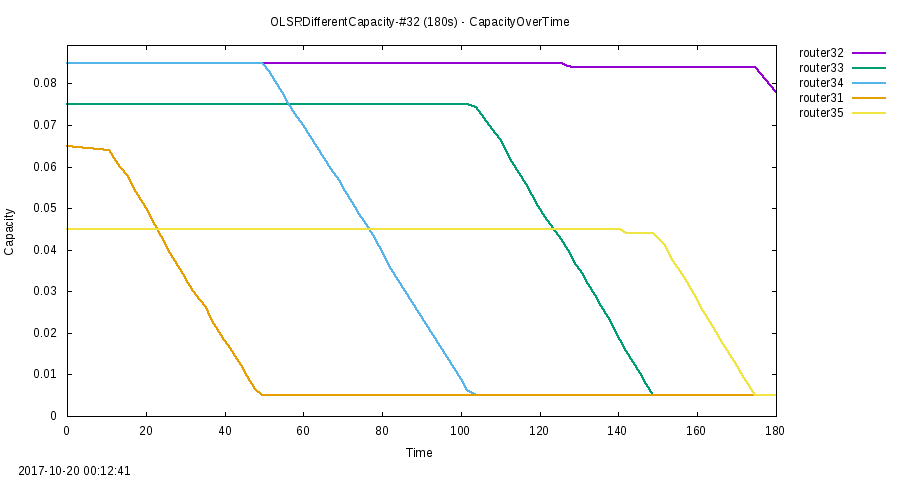 OLSRDifferentCapacity-#32 (180s) - CapacityOverTime
router32
router33
router34
router31
router35
0.08
0.07
0.06
0.05
0.04
0.03
0.02
0.01
0
Capacity
0 20 40 60 80 100 120 140 160 180
Time
2017-10-20 00:12:41